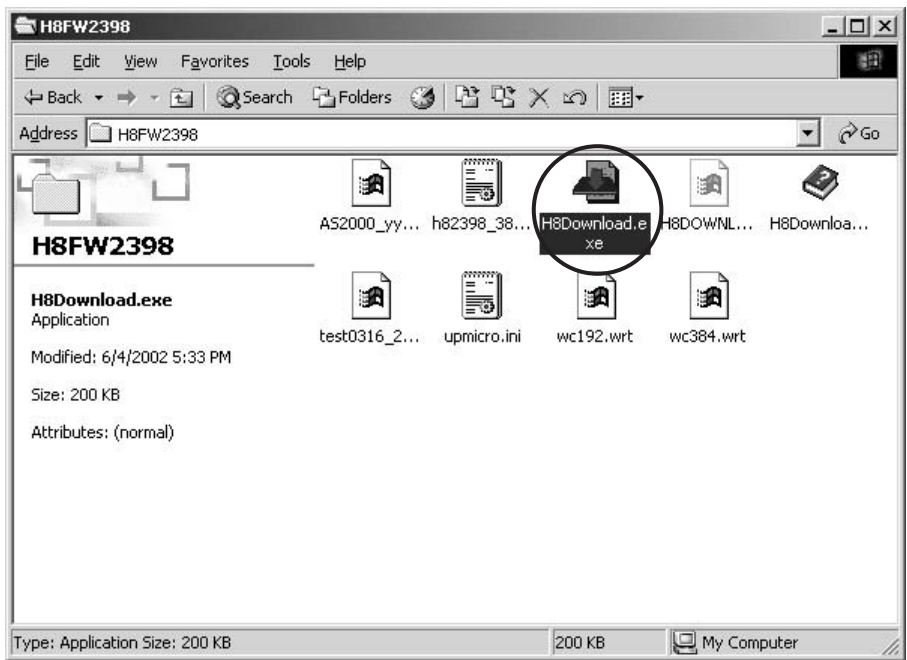 H8FW2398
File Edit View Favorites Tools Help
Back Search Folders
Address H8FW2398 Go
H8FW2398
H8Download.exe
Application
Modified: 6/4/2002 5:33 PM
Size: 200 KB
Attributes: (normal)
AS2000_yy... h82398_38... H8Download.e H8DOWNL... H8Downloa...
xe
test0316_2... upmicro.ini wc192.wrt wc384.wrt
Type: Application Size: 200 KB 200 KB My Computer